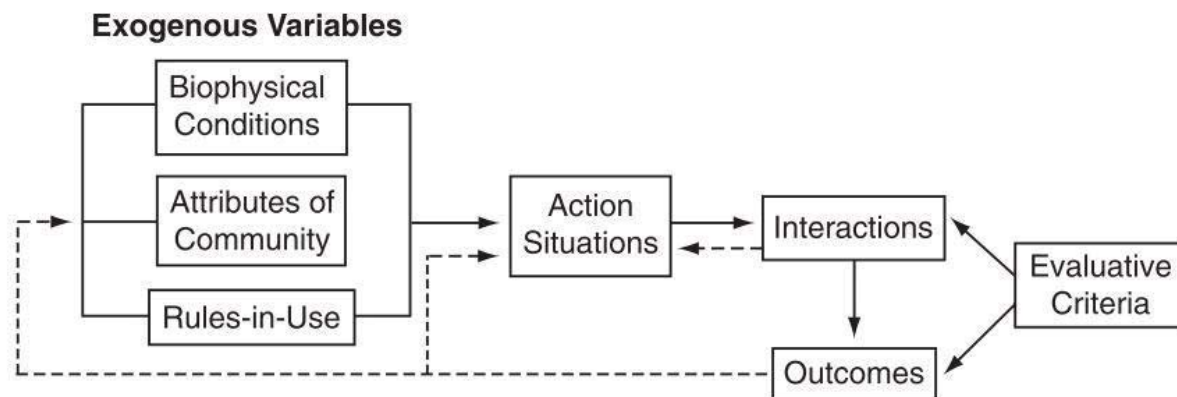 Exogenous Variables
Biophysical
Conditions
Attributes of
Community
Rules-in-Use
Action
Situations
Interactions
Outcomes
Evaluative
Criteria